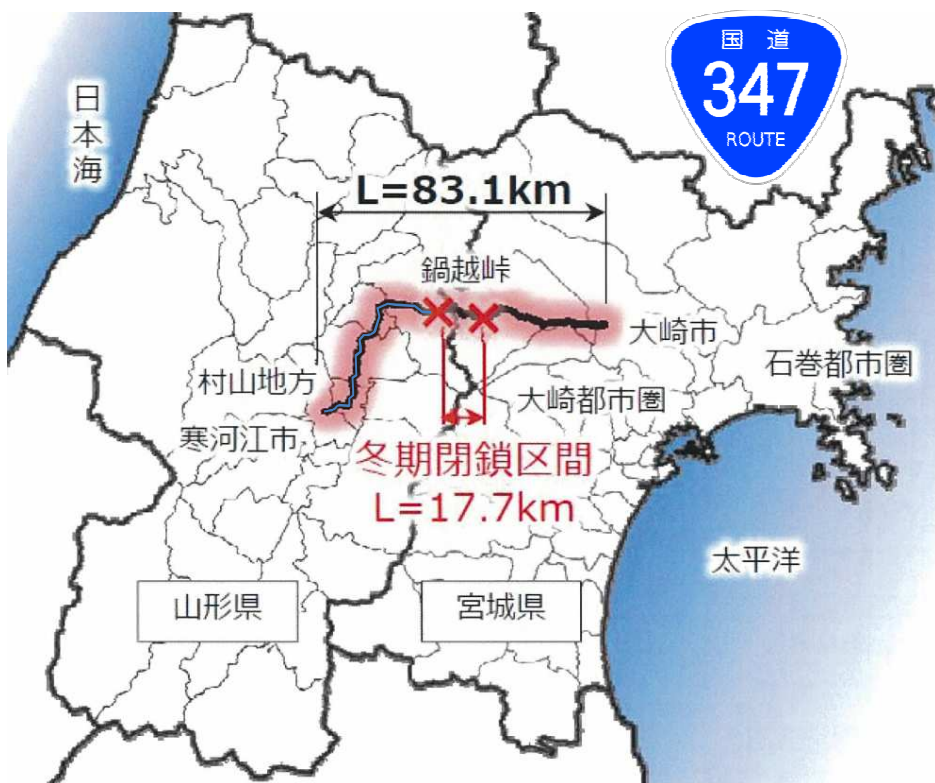 国 道
347
ROUTE
日本海
L=83.1km
鍋越峠
大崎市
石巻都市圏
村山地方
大崎都市圏
寒河江市
冬期閉鎖区間
L=17.7km
太平洋
山形県
宮城県